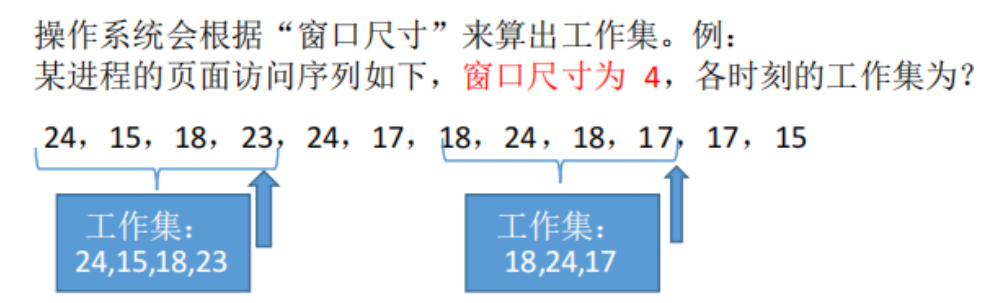 操作系统会根据“窗口尺寸”来算出工作集。例：
某进程的页面访问序列如下，窗口尺寸为 4，各时刻的工作集为？
24，15，18，23，24，17，18，24，18，17，17，15
工作集：
24,15,18,23
工作集：
18,24,17